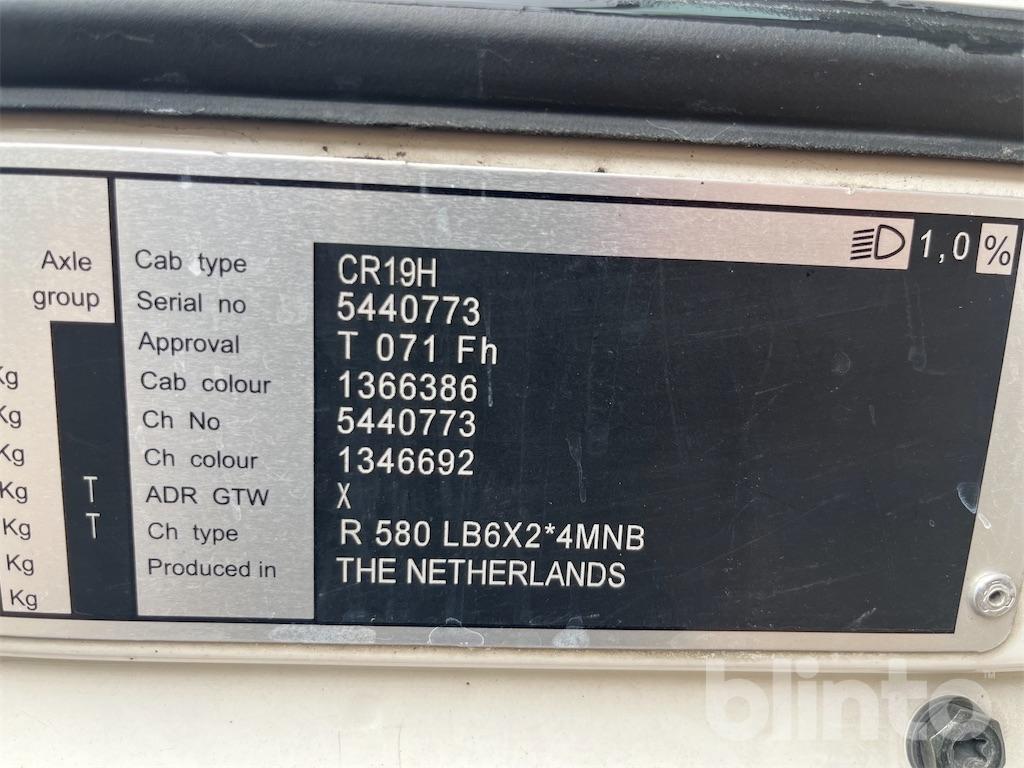 1,0 %
Axle
group
Cab type CR19H
Serial no 5440773
Approval T 071 Fh
Cab colour 1366386
Kg
Ch No 5440773
Kg
Ch colour 1346692
Kg
ADR GTW X
Kg T
Ch type R 580 LB6X2*4MNB
Kg T
Produced in THE NETHERLANDS
Kg
Kg
blinto